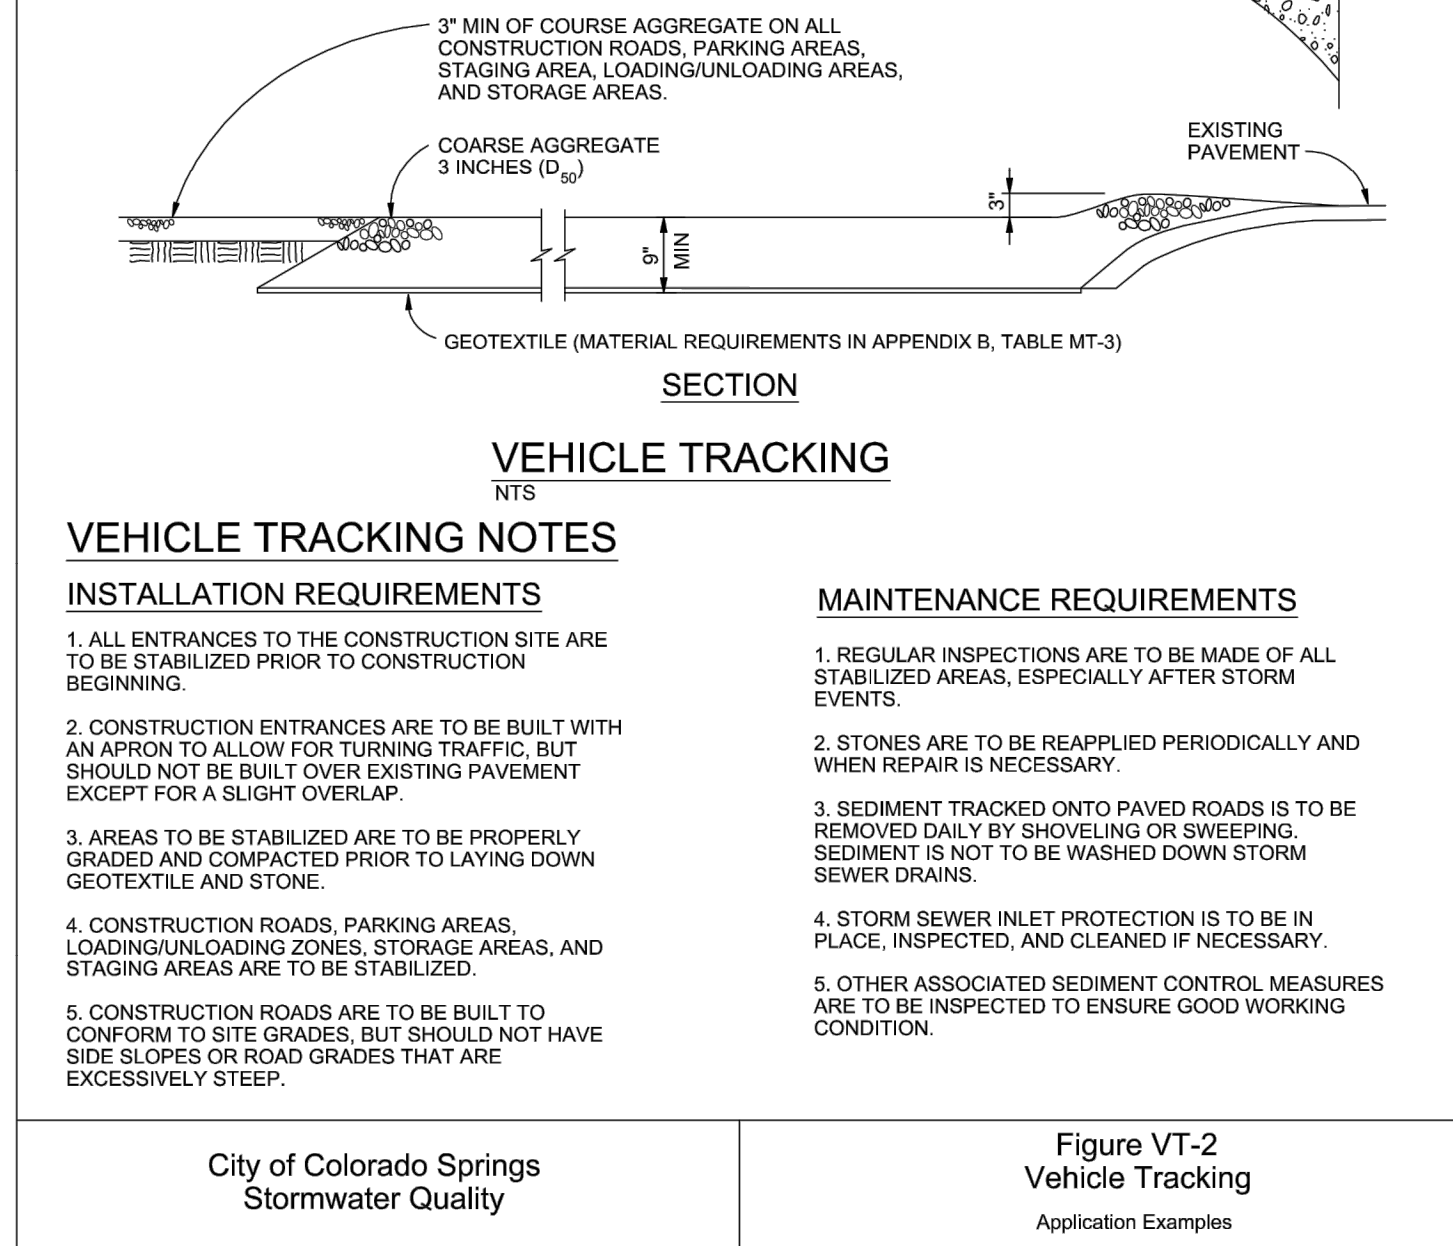 3" MIN OF COURSE AGGREGATE ON ALL
CONSTRUCTION ROADS, PARKING AREAS,
STAGING AREA, LOADING/UNLOADING AREAS,
AND STORAGE AREAS.
COARSE AGGREGATE
3 INCHES (D50)
EXISTING
PAVEMENT
3"
9"
MIN
GEOTEXTILE (MATERIAL REQUIREMENTS IN APPENDIX B, TABLE MT-3)
SECTION
VEHICLE TRACKING
NTS
VEHICLE TRACKING NOTES
INSTALLATION REQUIREMENTS
1. ALL ENTRANCES TO THE CONSTRUCTION SITE ARE
TO BE STABILIZED PRIOR TO CONSTRUCTION
BEGINNING.
2. CONSTRUCTION ENTRANCES ARE TO BE BUILT WITH
AN APRON TO ALLOW FOR TURNING TRAFFIC, BUT
SHOULD NOT BE BUILT OVER EXISTING PAVEMENT
EXCEPT FOR A SLIGHT OVERLAP.
3. AREAS TO BE STABILIZED ARE TO BE PROPERLY
GRADED AND COMPACTED PRIOR TO LAYING DOWN
GEOTEXTILE AND STONE.
4. CONSTRUCTION ROADS, PARKING AREAS,
LOADING/UNLOADING ZONES, STORAGE AREAS, AND
STAGING AREAS ARE TO BE STABILIZED.
5. CONSTRUCTION ROADS ARE TO BE BUILT TO
CONFORM TO SITE GRADES, BUT SHOULD NOT HAVE
SIDE SLOPES OR ROAD GRADES THAT ARE
EXCESSIVELY STEEP.
MAINTENANCE REQUIREMENTS
1. REGULAR INSPECTIONS ARE TO BE MADE OF ALL
STABILIZED AREAS, ESPECIALLY AFTER STORM
EVENTS.
2. STONES ARE TO BE REAPPLIED PERIODICALLY AND
WHEN REPAIR IS NECESSARY.
3. SEDIMENT TRACKED ONTO PAVED ROADS IS TO BE
REMOVED DAILY BY SHOVELING OR SWEEPING.
SEDIMENT IS NOT TO BE WASHED DOWN STORM
SEWER DRAINS.
4. STORM SEWER INLET PROTECTION IS TO BE IN
PLACE, INSPECTED, AND CLEANED IF NECESSARY.
5. OTHER ASSOCIATED SEDIMENT CONTROL MEASURES
ARE TO BE INSPECTED TO ENSURE GOOD WORKING
CONDITION.
City of Colorado Springs
Stormwater Quality
Figure VT-2
Vehicle Tracking
Application Examples